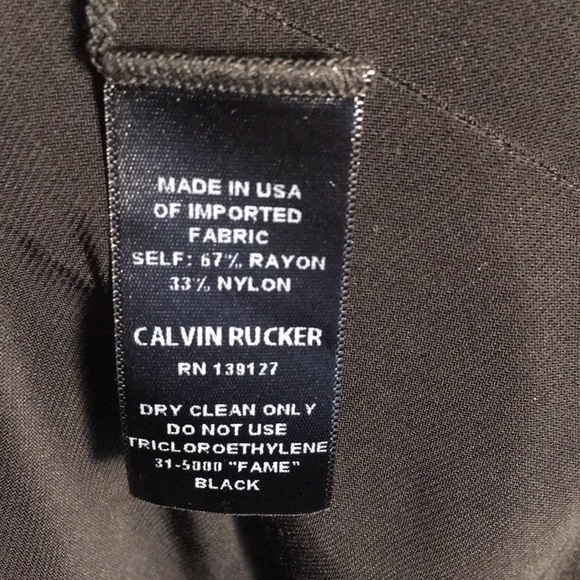 MADE IN USA
OF IMPORTED
FABRIC
SELF: 67% RAYON
33% NYLON
CALVIN RUCKER
RN 139127
DRY CLEAN ONLY
DO NOT USE
TRICLOROETHYLENE
31-5000 "FAME"
BLACK